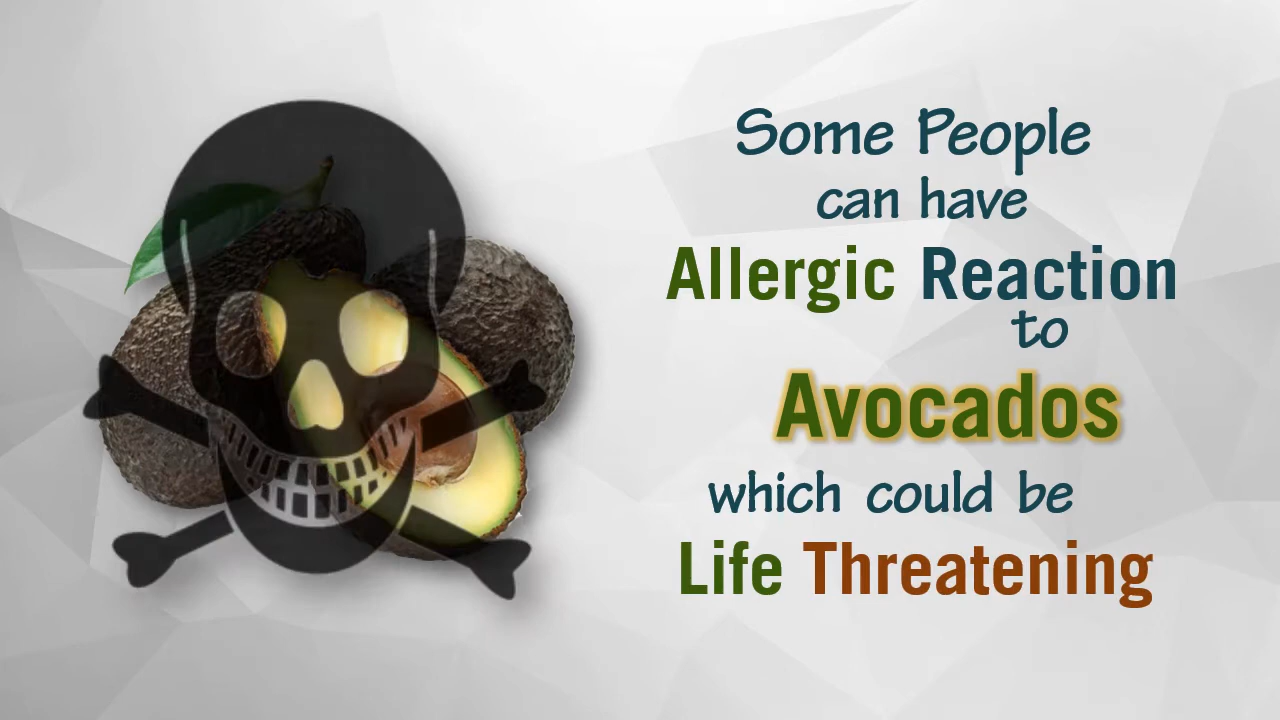 Some People
can have
Allergic Reaction
to
Avocados
which could be
Life Threatening